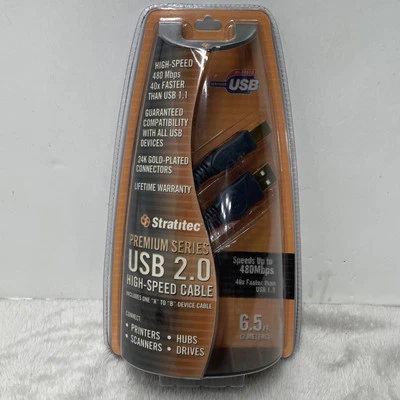 HIGH-SPEED
480 Mbps
40x FASTER
THAN USB 1.1
GUARANTEED
COMPATIBILITY
WITH ALL USB
DEVICES
24K GOLD-PLATED
CONNECTORS
LIFETIME WARRANTY
Stratitec
PREMIUM SERIES
USB 2.0
HIGH-SPEED CABLE
INCLUDES ONE "A" TO "B" DEVICE CABLE
CONNECT:
• PRINTERS • HUBS
• SCANNERS • DRIVES
USB
Speeds Up to
480Mbps
40x Faster than
USB 1.1
6.5 FT.